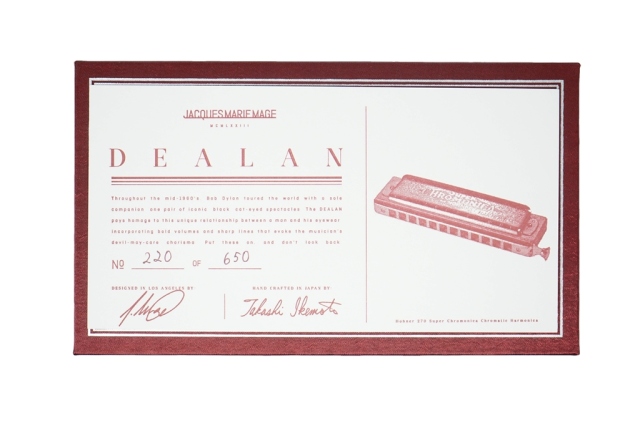 JACQUES MARIE MAGE
MCMLXXIII
DEALAN
Throughout the mid-1960's, Bob Dylan toured the world with a sole
companion: one pair of iconic, black cat-eyed spectacles. The DEALAN
pays homage to this unique relationship between a man and his eyewear,
incorporating bold volumes and sharp lines that evoke the musician's
devil-may-care charisma. Put these on, and don't look back.
No 220 OF 650
DESIGNED IN LOS ANGELES BY
HAND CRAFTED IN JAPAN BY
J. Mage
Takashi Ikemoto
Hohner 270 Super Chromonica Chromatic Harmonica